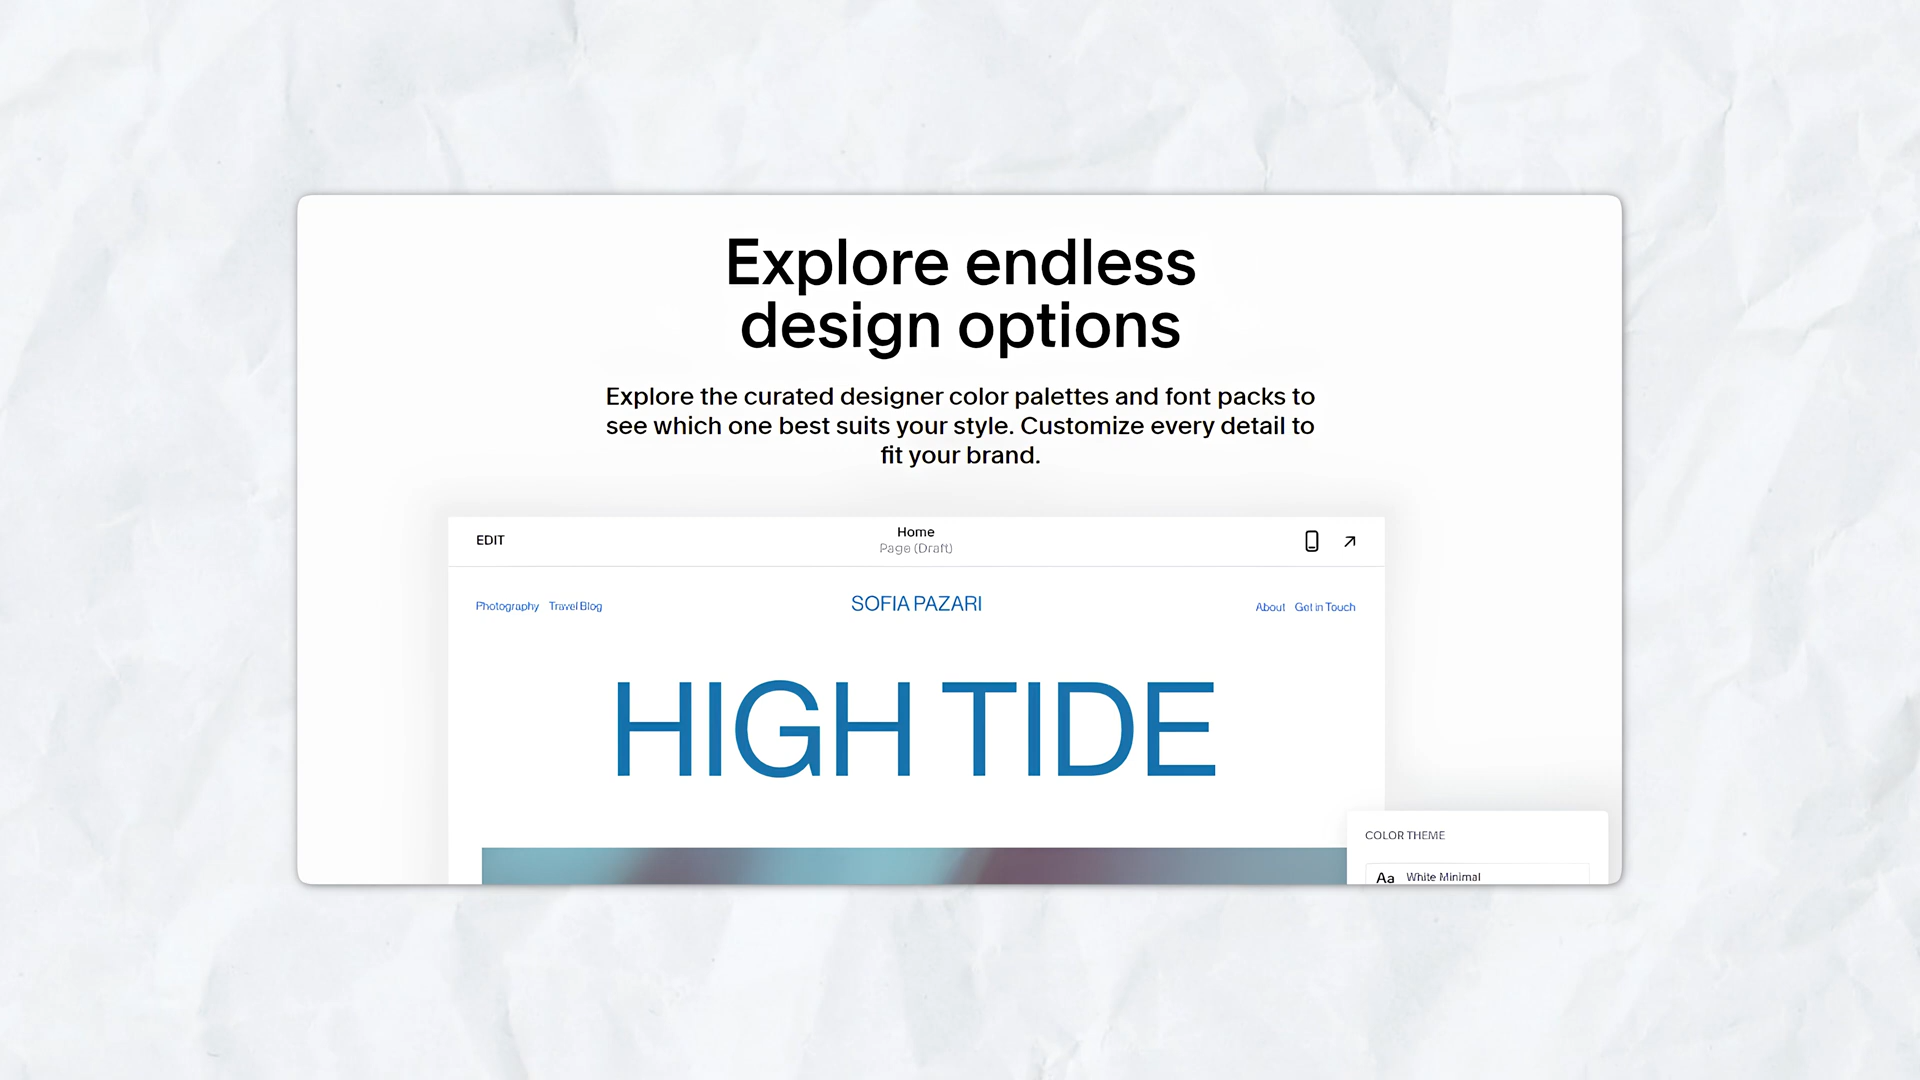 Explore endless
design options
Explore the curated designer color palettes and font packs to
see which one best suits your style. Customize every detail to
fit your brand.
EDIT
Home
Page (Draft)
Photography Travel Blog
SOFIA PAZARI
About Get in Touch
HIGH TIDE
COLOR THEME
Aa White Minimal